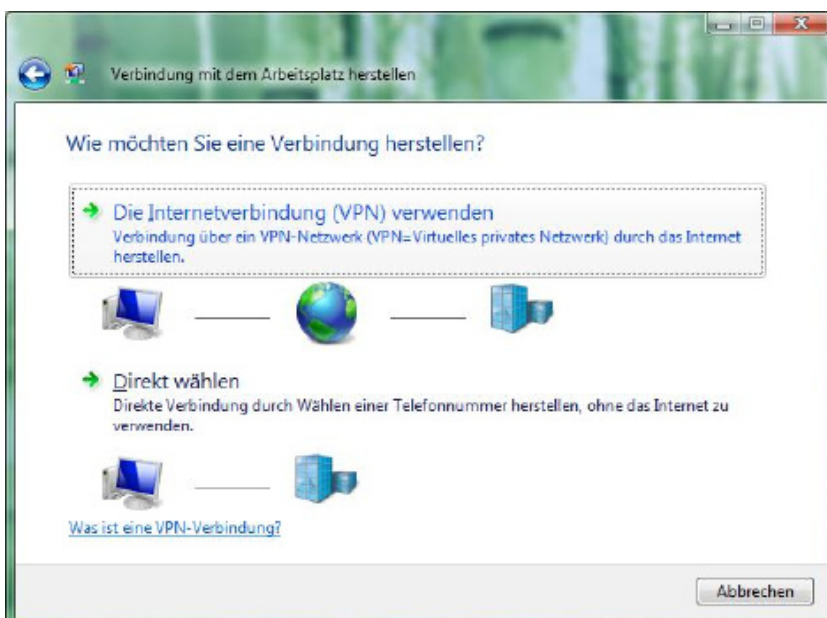 Verbindung mit dem Arbeitsplatz herstellen
Wie möchten Sie eine Verbindung herstellen?
Die Internetverbindung (VPN) verwenden
Verbindung über ein VPN-Netzwerk (VPN=Virtuelles privates Netzwerk) durch das Internet
herstellen.
Direkt wählen
Direkte Verbindung durch Wählen einer Telefonnummer herstellen, ohne das Internet zu
verwenden.
Was ist eine VPN-Verbindung?
Abbrechen